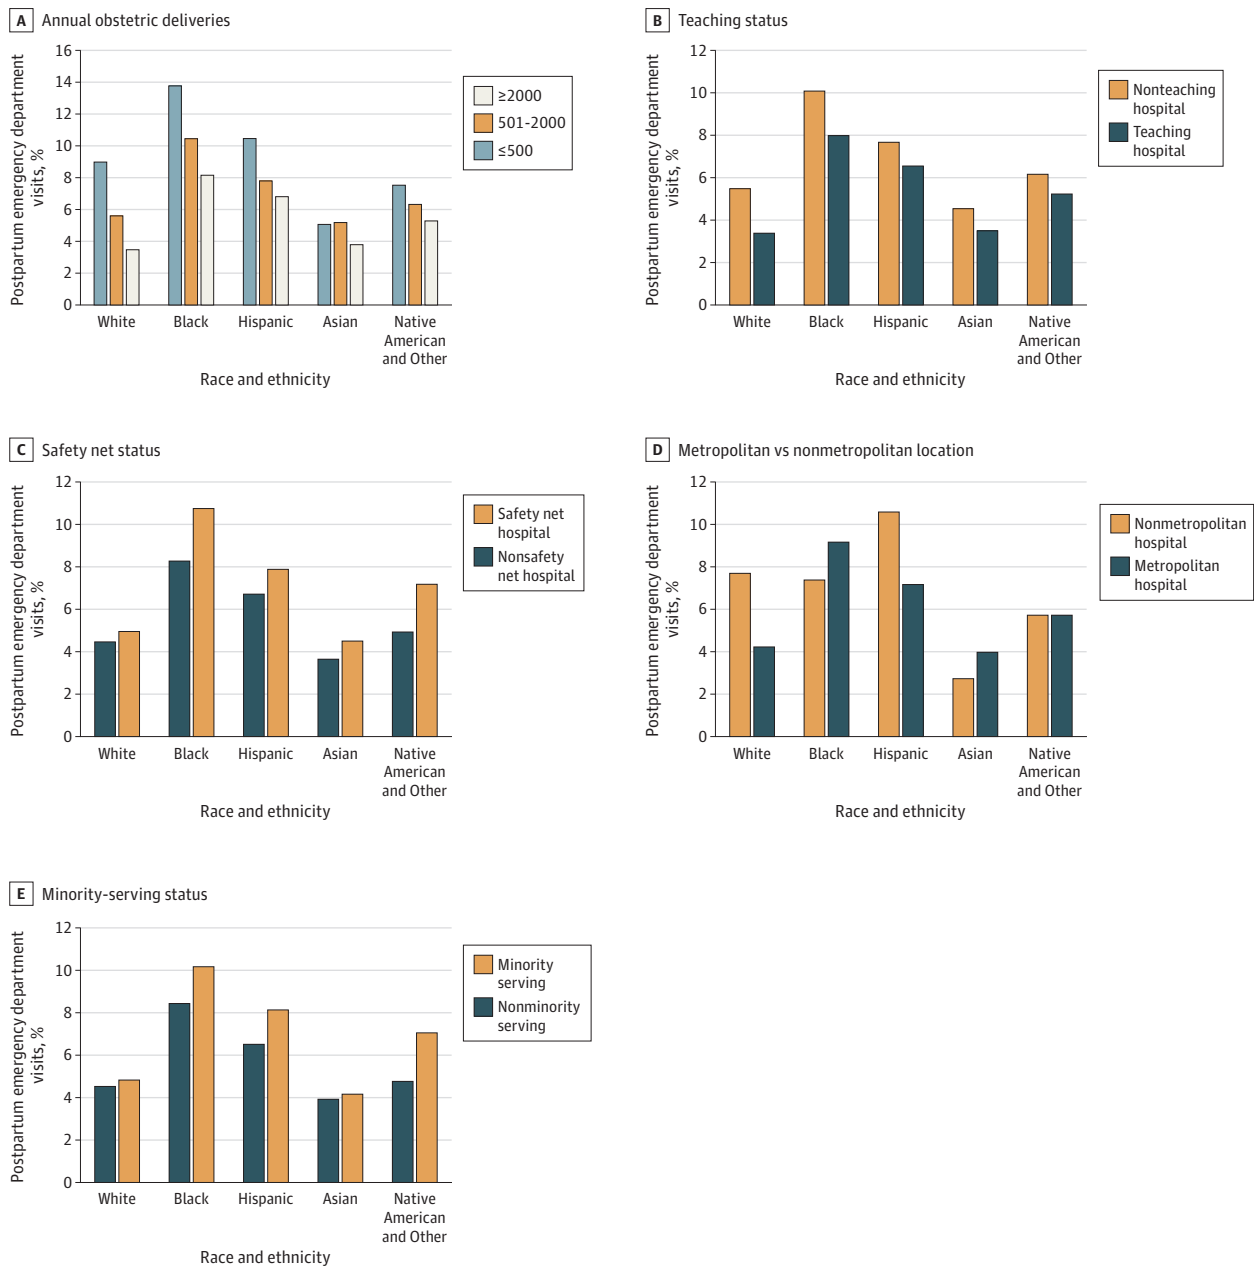 A Annual obstetric deliveries
Postpartum emergency department
visits, %
16
14
12
10
8
6
4
2
0
White
Black
Hispanic
Asian
Native
American
and Other
Race and ethnicity
≥2000
501-2000
≤500
B Teaching status
Postpartum emergency department
visits, %
12
10
8
6
4
2
0
White
Black
Hispanic
Asian
Native
American
and Other
Race and ethnicity
Nonteaching
hospital
Teaching
hospital
C Safety net status
Postpartum emergency department
visits, %
12
10
8
6
4
2
0
White
Black
Hispanic
Asian
Native
American
and Other
Race and ethnicity
Safety net
hospital
Nonsafety
net hospital
D Metropolitan vs nonmetropolitan location
Postpartum emergency department
visits, %
12
10
8
6
4
2
0
White
Black
Hispanic
Asian
Native
American
and Other
Race and ethnicity
Nonmetropolitan
hospital
Metropolitan
hospital
E Minority-serving status
Postpartum emergency department
visits, %
12
10
8
6
4
2
0
White
Black
Hispanic
Asian
Native
American
and Other
Race and ethnicity
Minority
serving
Nonminority
serving